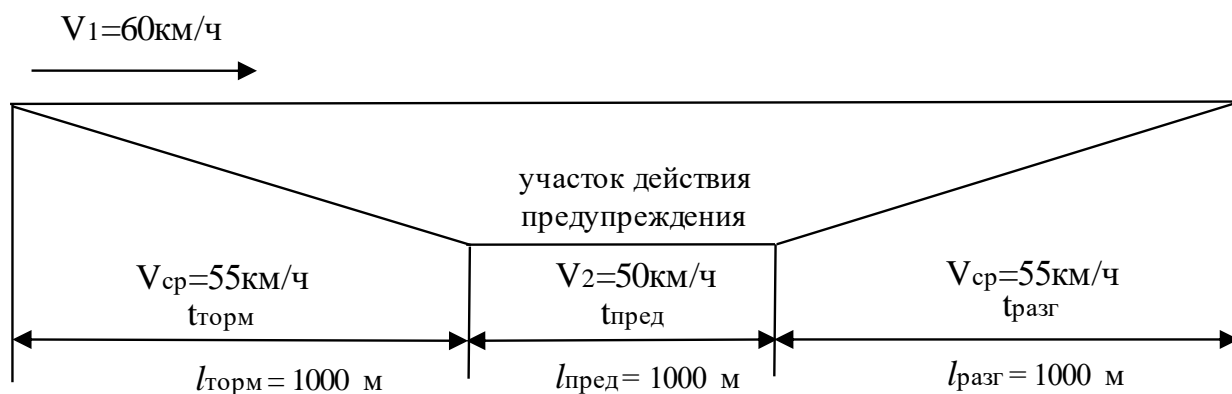 V1=60км/ч
участок действия
предупреждения
Vср=55км/ч
tторм
V2=50км/ч
tпред
Vср=55км/ч
tразг
lторм = 1000 м
lпред = 1000 м
lразг = 1000 м